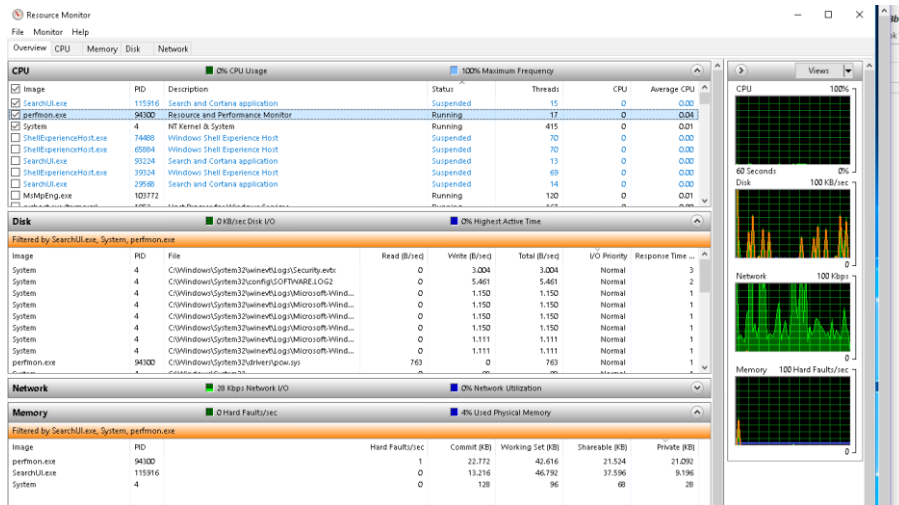 Resource Monitor
File Monitor Help
Overview CPU Memory Disk Network
CPU 0% CPU Usage 100% Maximum Frequency
Image PID Description Status Threads CPU Average CPU
SearchUI.exe 115916 Search and Cortana application Suspended 15 0 0.00
perfmon.exe 94300 Resource and Performance Monitor Running 17 0 0.04
System 4 NT Kernel & System Running 415 0 0.01
ShellExperienceHost.exe 74488 Windows Shell Experience Host Suspended 70 0 0.00
ShellExperienceHost.exe 65884 Windows Shell Experience Host Suspended 70 0 0.00
SearchUI.exe 93224 Search and Cortana application Suspended 13 0 0.00
ShellExperienceHost.exe 39324 Windows Shell Experience Host Suspended 69 0 0.00
SearchUI.exe 29568 Search and Cortana application Suspended 14 0 0.00
MsMpEng.exe 103772 Running 120 0 0.01
Disk 0 KB/sec Disk I/O 0% Highest Active Time
Filtered by SearchUI.exe, System, perfmon.exe
Image PID File Read (B/sec) Write (B/sec) Total (B/sec) I/O Priority Response Time ...
System 4 C:\Windows\System32\winevt\Logs\Security.evtx 0 3.004 3.004 Normal 3
System 4 C:\Windows\System32\config\SOFTWARE.LOG2 0 5.461 5.461 Normal 2
System 4 C:\Windows\System32\winevt\Logs\Microsoft-Wind... 0 1.150 1.150 Normal 1
System 4 C:\Windows\System32\winevt\Logs\Microsoft-Wind... 0 1.150 1.150 Normal 1
System 4 C:\Windows\System32\winevt\Logs\Microsoft-Wind... 0 1.150 1.150 Normal 1
System 4 C:\Windows\System32\winevt\Logs\Microsoft-Wind... 0 1.150 1.150 Normal 1
System 4 C:\Windows\System32\winevt\Logs\Microsoft-Wind... 0 1.111 1.111 Normal 1
System 4 C:\Windows\System32\winevt\Logs\Microsoft-Wind... 0 1.111 1.111 Normal 1
perfmon.exe 94300 C:\Windows\System32\drivers\pow.sys 763 0 763 Normal 1
Network 28 Kbps Network I/O 0% Network Utilization
Memory 0 Hard Faults/sec 4% Used Physical Memory
Filtered by SearchUI.exe, System, perfmon.exe
Image PID Hard Faults/sec Commit (KB) Working Set (KB) Shareable (KB) Private (KB)
perfmon.exe 94300 1 22.772 42.616 21.524 21.092
SearchUI.exe 115916 0 13.216 46.792 37.596 9.196
System 4 0 128 96 68 28
Views
CPU 100%
60 Seconds 0%
Disk 100 KB/sec
0
Network 100 Kbps
0
Memory 100 Hard Faults/sec
0